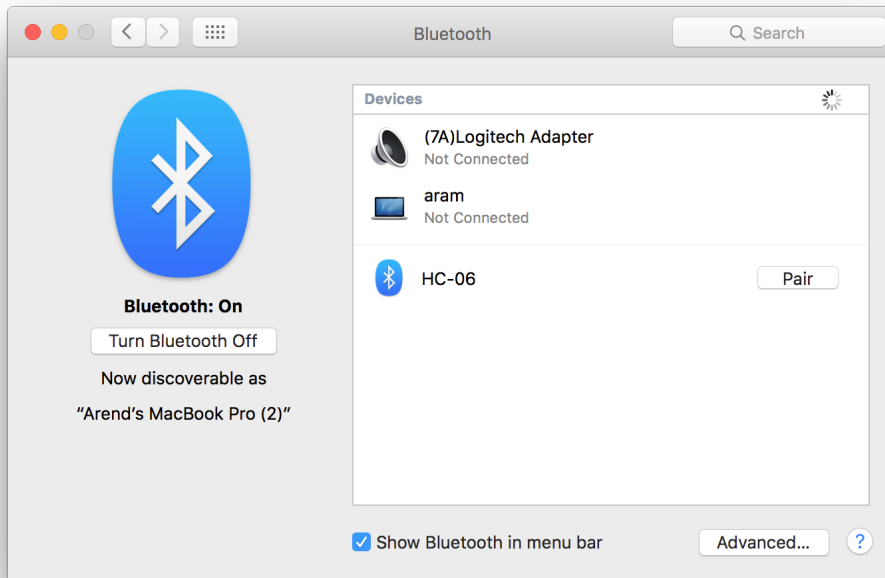 Bluetooth
Search
Bluetooth: On
Turn Bluetooth Off
Now discoverable as
“Arend’s MacBook Pro (2)”
Devices
(7A)Logitech Adapter
Not Connected
aram
Not Connected
HC-06
Pair
Show Bluetooth in menu bar
Advanced...
?